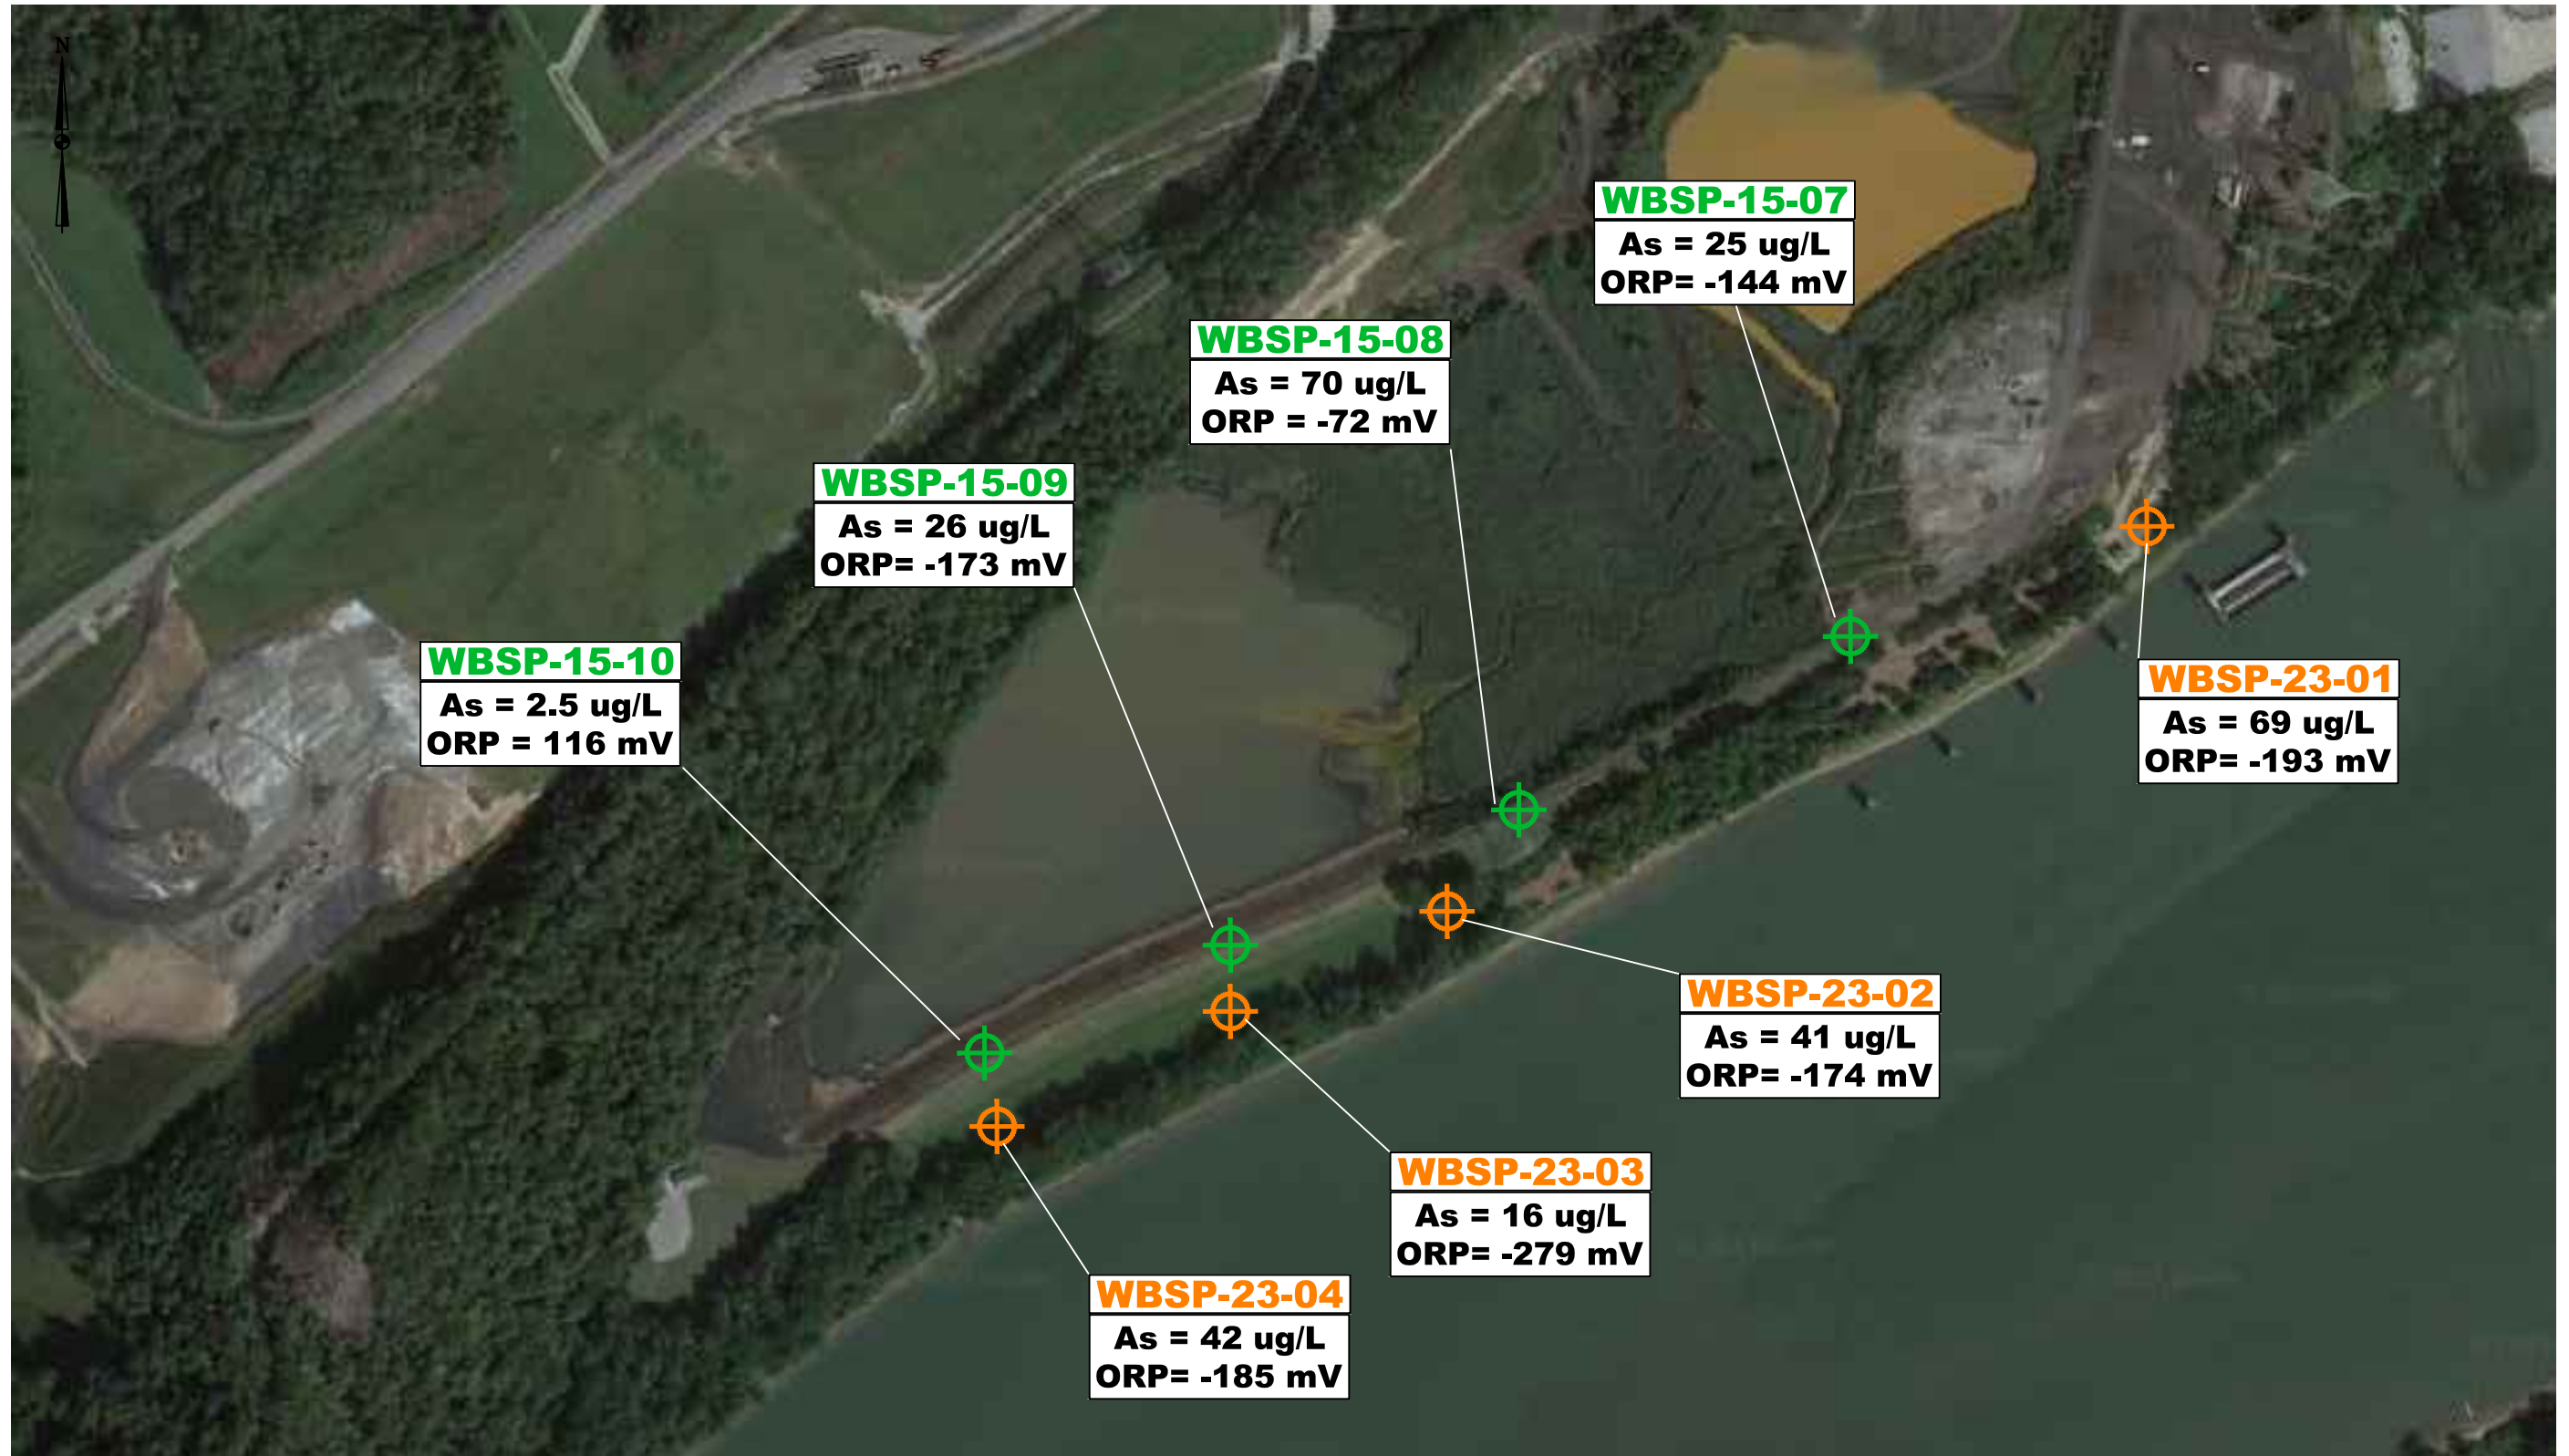 N
WBSP-15-07
As = 25 ug/L
ORP= -144 mV
WBSP-15-08
As = 70 ug/L
ORP = -72 mV
WBSP-15-09
As = 26 ug/L
ORP= -173 mV
WBSP-15-10
As = 2.5 ug/L
ORP = 116 mV
WBSP-23-01
As = 69 ug/L
ORP= -193 mV
WBSP-23-02
As = 41 ug/L
ORP= -174 mV
WBSP-23-03
As = 16 ug/L
ORP= -279 mV
WBSP-23-04
As = 42 ug/L
ORP= -185 mV